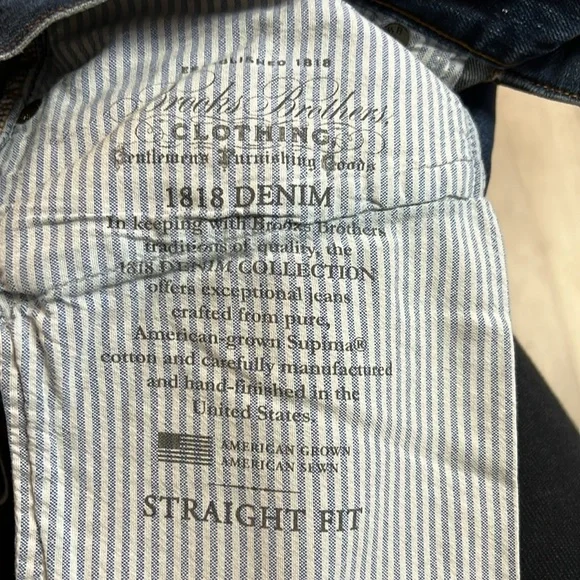 ESTABLISHED 1818
Brooks Brothers,
CLOTHING,
Gentlemen's Furnishing Goods
1818 DENIM
In keeping with Brooks Brothers
traditions of quality, the
1818 DENIM COLLECTION
offers exceptional jeans
crafted from pure,
American-grown Supima®
cotton and carefully manufactured
and hand-finished in the
United States.
AMERICAN GROWN
AMERICAN SEWN
STRAIGHT FIT